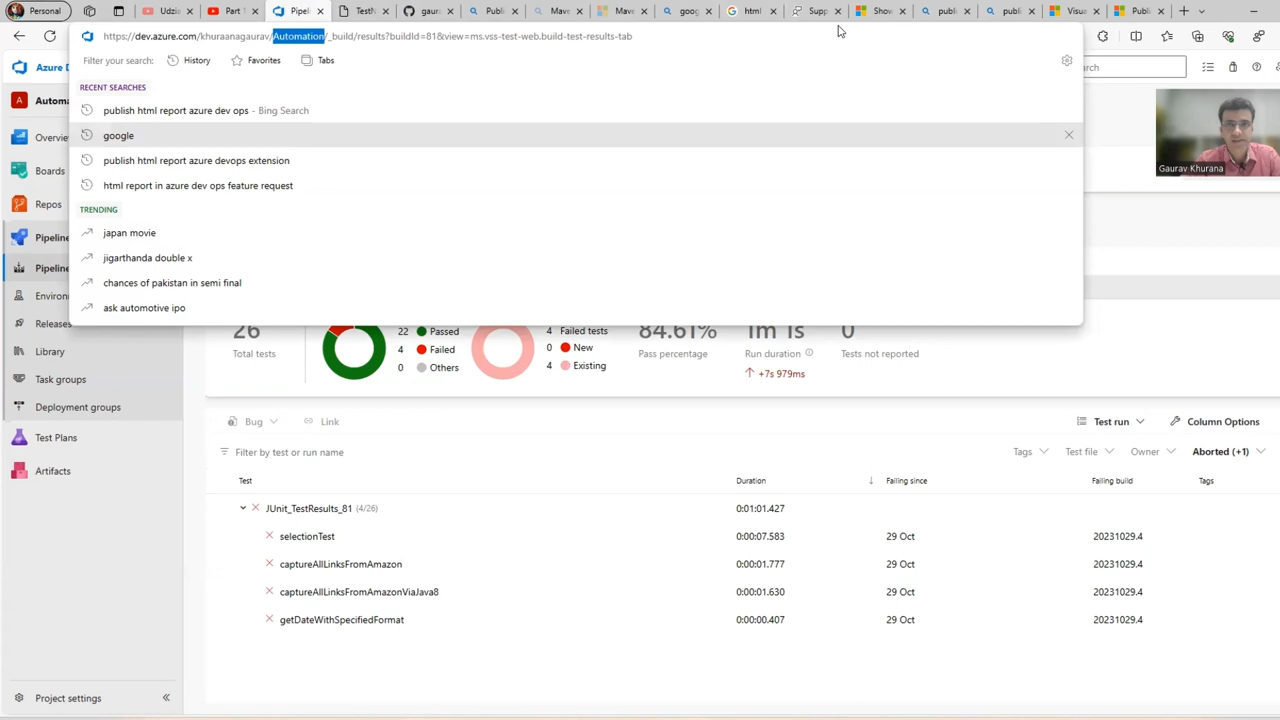 Personal
Udzie
Part 1
Pipel
TestN
gaura
Publi
Mave
Mave
goog
html
Supp
Show
publi
publi
Visua
Publi
https://dev.azure.com/khuraanagaurav/Automation/_build/results?buildId=81&view=ms.vss-test-web.build-test-results-tab
Filter your search:
History
Favorites
Tabs
RECENT SEARCHES
publish html report azure dev ops - Bing Search
google
publish html report azure devops extension
html report in azure dev ops feature request
TRENDING
japan movie
jigarthanda double x
chances of pakistan in semi final
ask automotive ipo
Azure D
rch
A
Automa
Overvie
Boards
Repos
Pipeline
Pipeline
Environ
Releases
Library
Task groups
Deployment groups
Test Plans
Artifacts
Project settings
Gaurav Khurana
26
Total tests
22 Passed
4 Failed
0 Others
4 Failed tests
0 New
4 Existing
84.61%
Pass percentage
1m 1s
Run duration
+7s 979ms
0
Tests not reported
Bug
Link
Test run
Column Options
Filter by test or run name
Tags
Test file
Owner
Aborted (+1)
Test
Duration
Failing since
Failing build
Tags
JUnit_TestResults_81 (4/26)
0:01:01.427
selectionTest
0:00:07.583
29 Oct
20231029.4
captureAllLinksFromAmazon
0:00:01.777
29 Oct
20231029.4
captureAllLinksFromAmazonViaJava8
0:00:01.630
29 Oct
20231029.4
getDateWithSpecifiedFormat
0:00:00.407
29 Oct
20231029.4